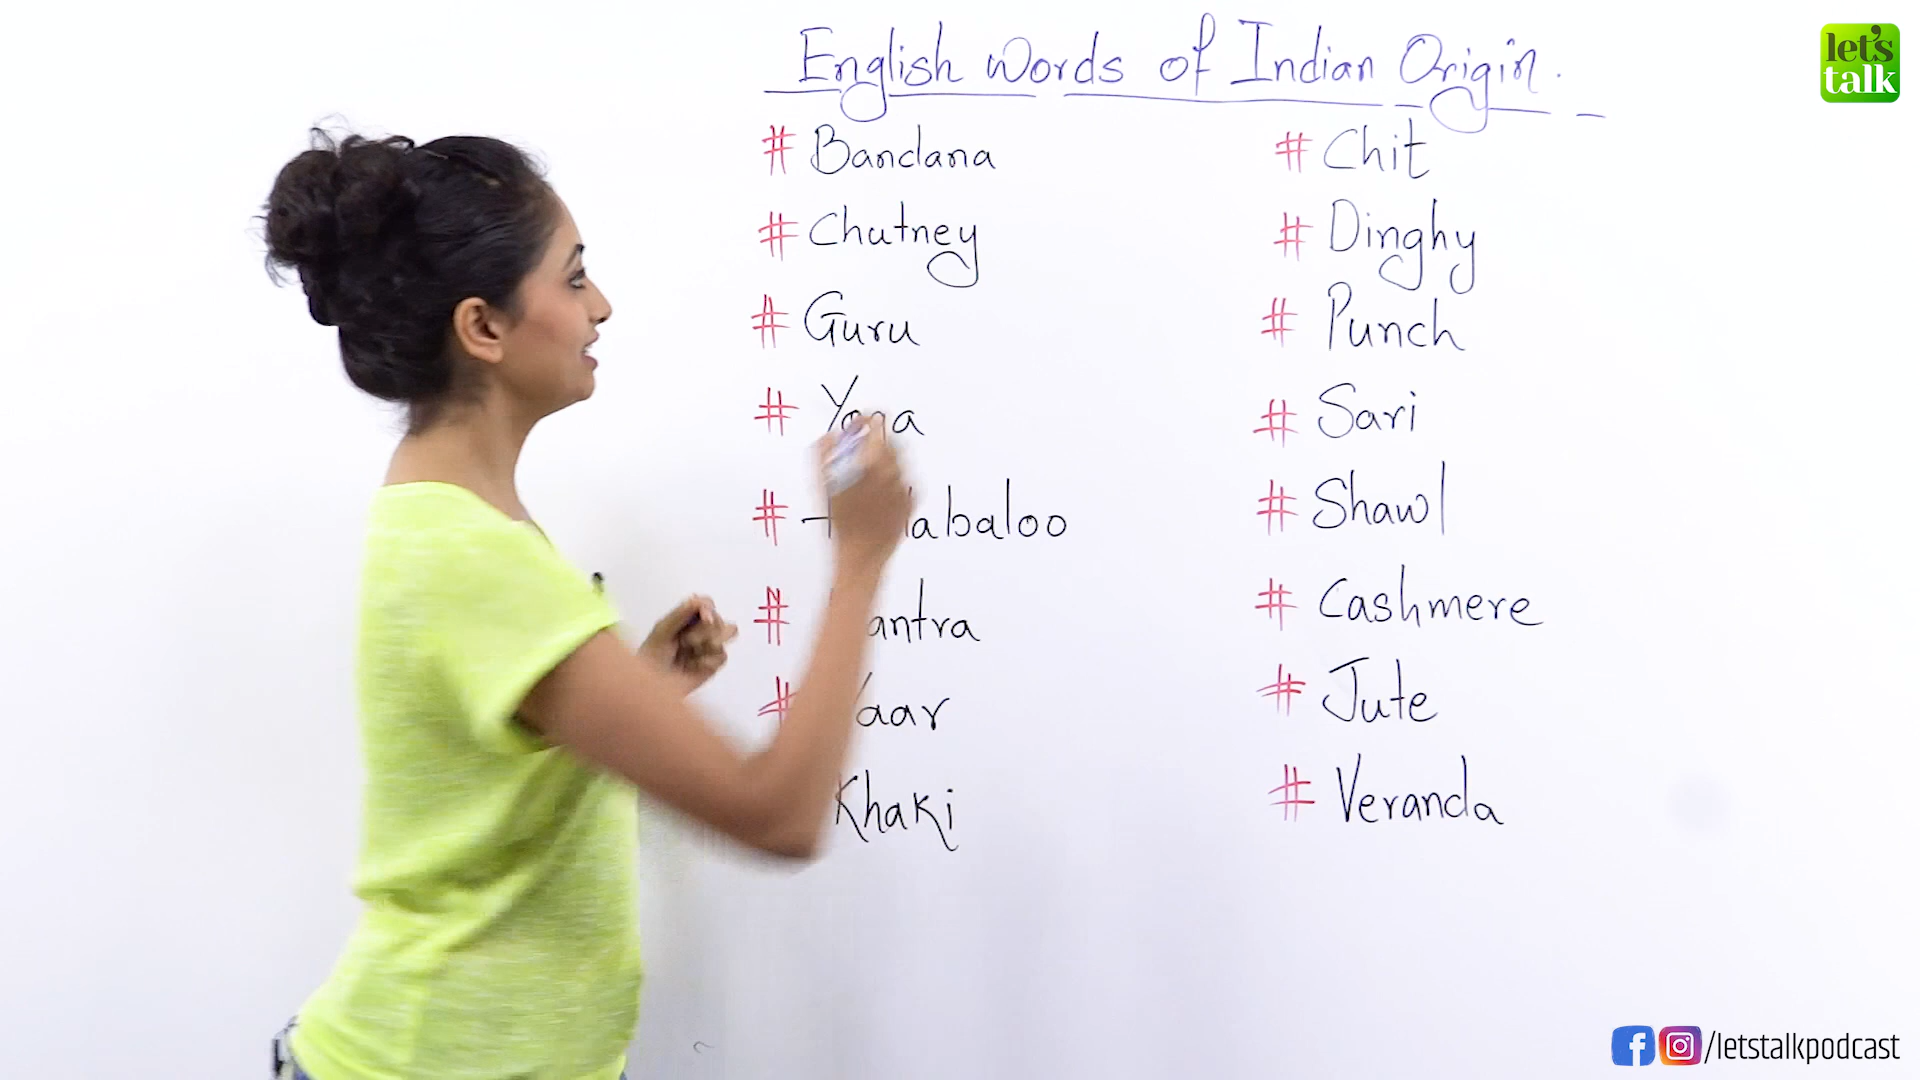 English Words of Indian Origin.
let's
talk
# Bandana
# Chutney
# Guru
# Yoga
#
#
#
Khaki
# Chit
# Dinghy
# Punch
# Sari
# Shawl
# Cashmere
# Jute
# Veranda
/letstalkpodcast